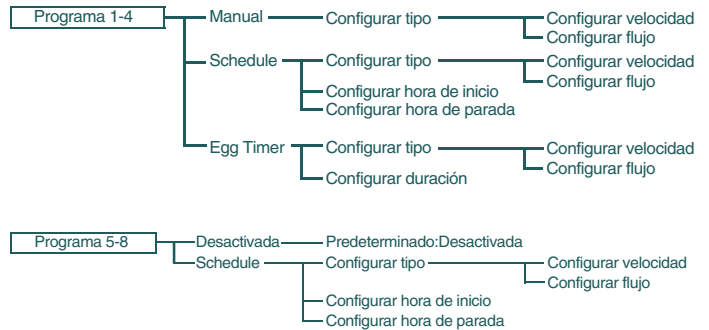 Programa 1-4 Manual Configurar tipo Configurar velocidad
Configurar flujo
Schedule Configurar tipo Configurar velocidad
Configurar flujo
Configurar hora de inicio
Configurar hora de parada
Egg Timer Configurar tipo Configurar velocidad
Configurar flujo
Configurar duración
Programa 5-8 Desactivada Predeterminado:Desactivada
Schedule Configurar tipo Configurar velocidad
Configurar flujo
Configurar hora de inicio
Configurar hora de parada